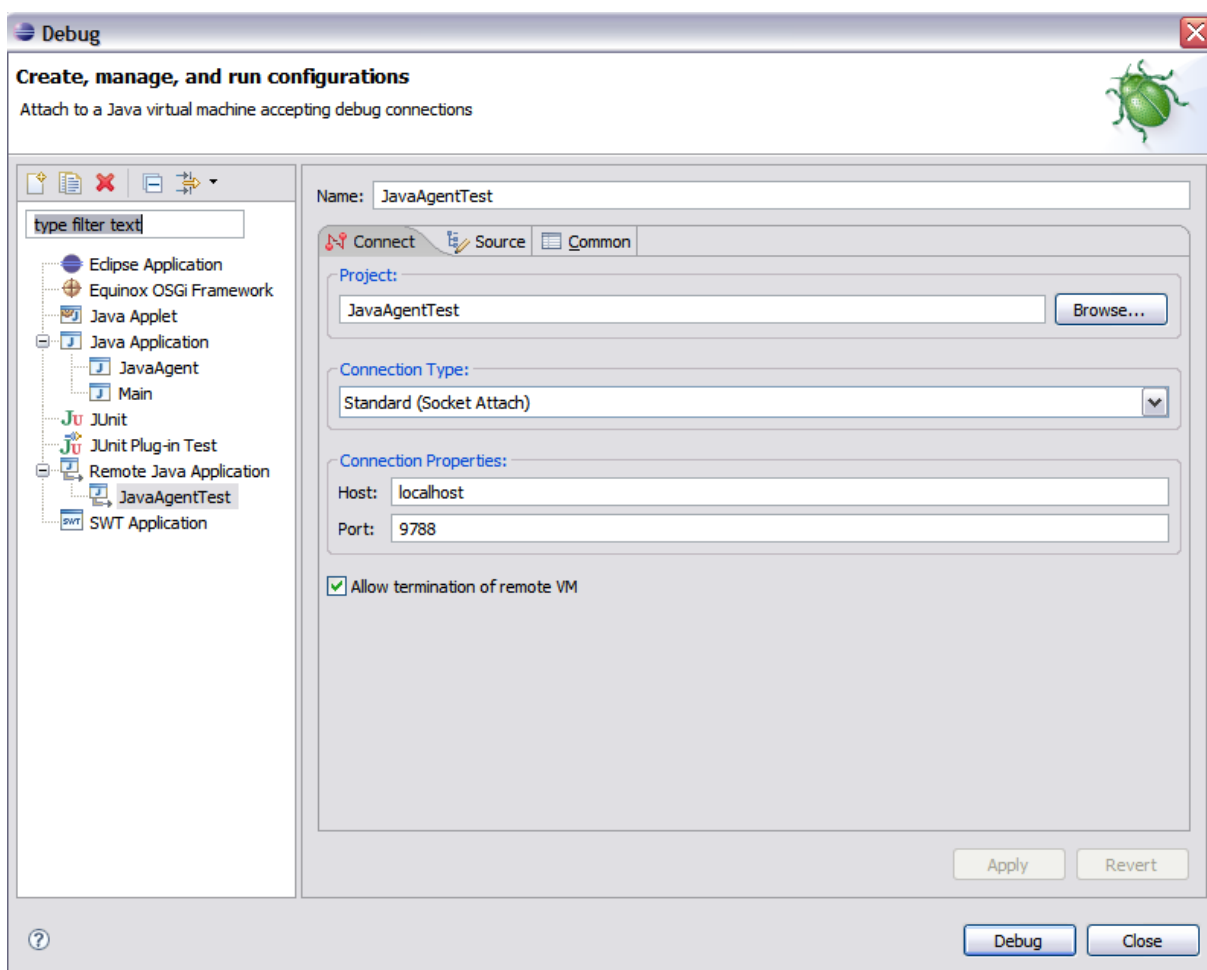 Debug
Create, manage, and run configurations
Attach to a Java virtual machine accepting debug connections
type filter text
Eclipse Application
Equinox OSGi Framework
Java Applet
Java Application
JavaAgent
Main
JUnit
JUnit Plug-in Test
Remote Java Application
JavaAgentTest
SWT Application
Name: JavaAgentTest
Connect Source Common
Project:
JavaAgentTest Browse...
Connection Type:
Standard (Socket Attach)
Connection Properties:
Host: localhost
Port: 9788
Allow termination of remote VM
Apply Revert
Debug Close